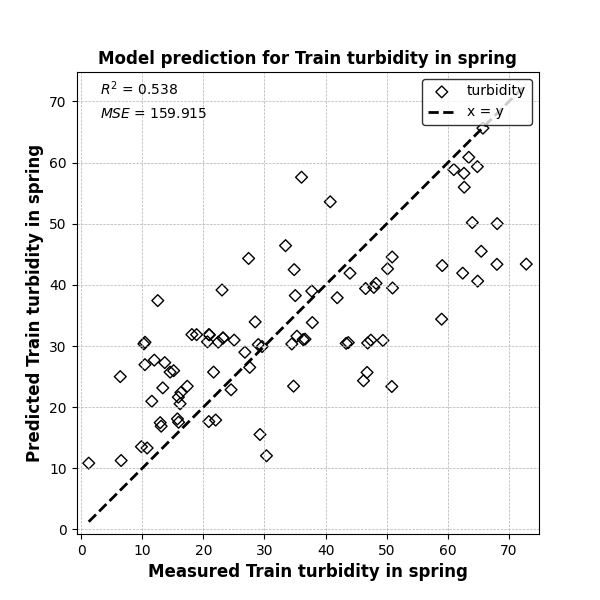 Model prediction for Train turbidity in spring
R² = 0.538
MSE = 159.915
turbidity
x = y
Predicted Train turbidity in spring
70
60
50
40
30
20
10
0
0 10 20 30 40 50 60 70
Measured Train turbidity in spring